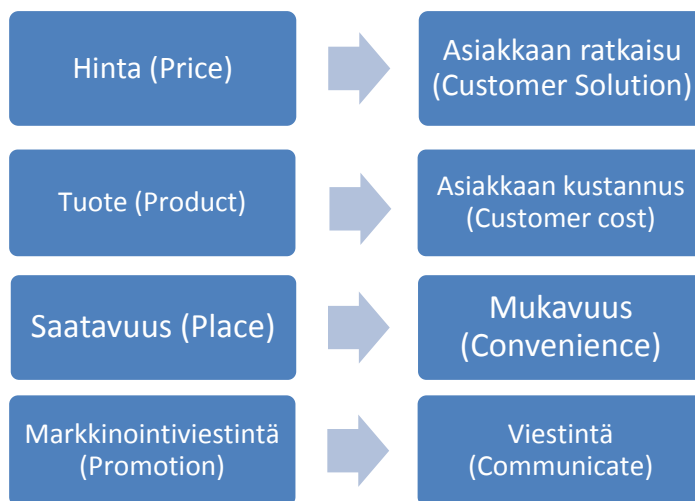 Hinta (Price)
Asiakkaan ratkaisu
(Customer Solution)
Tuote (Product)
Asiakkaan kustannus
(Customer cost)
Saatavuus (Place)
Mukavuus
(Convenience)
Markkinointiviestintä
(Promotion)
Viestintä
(Communicate)